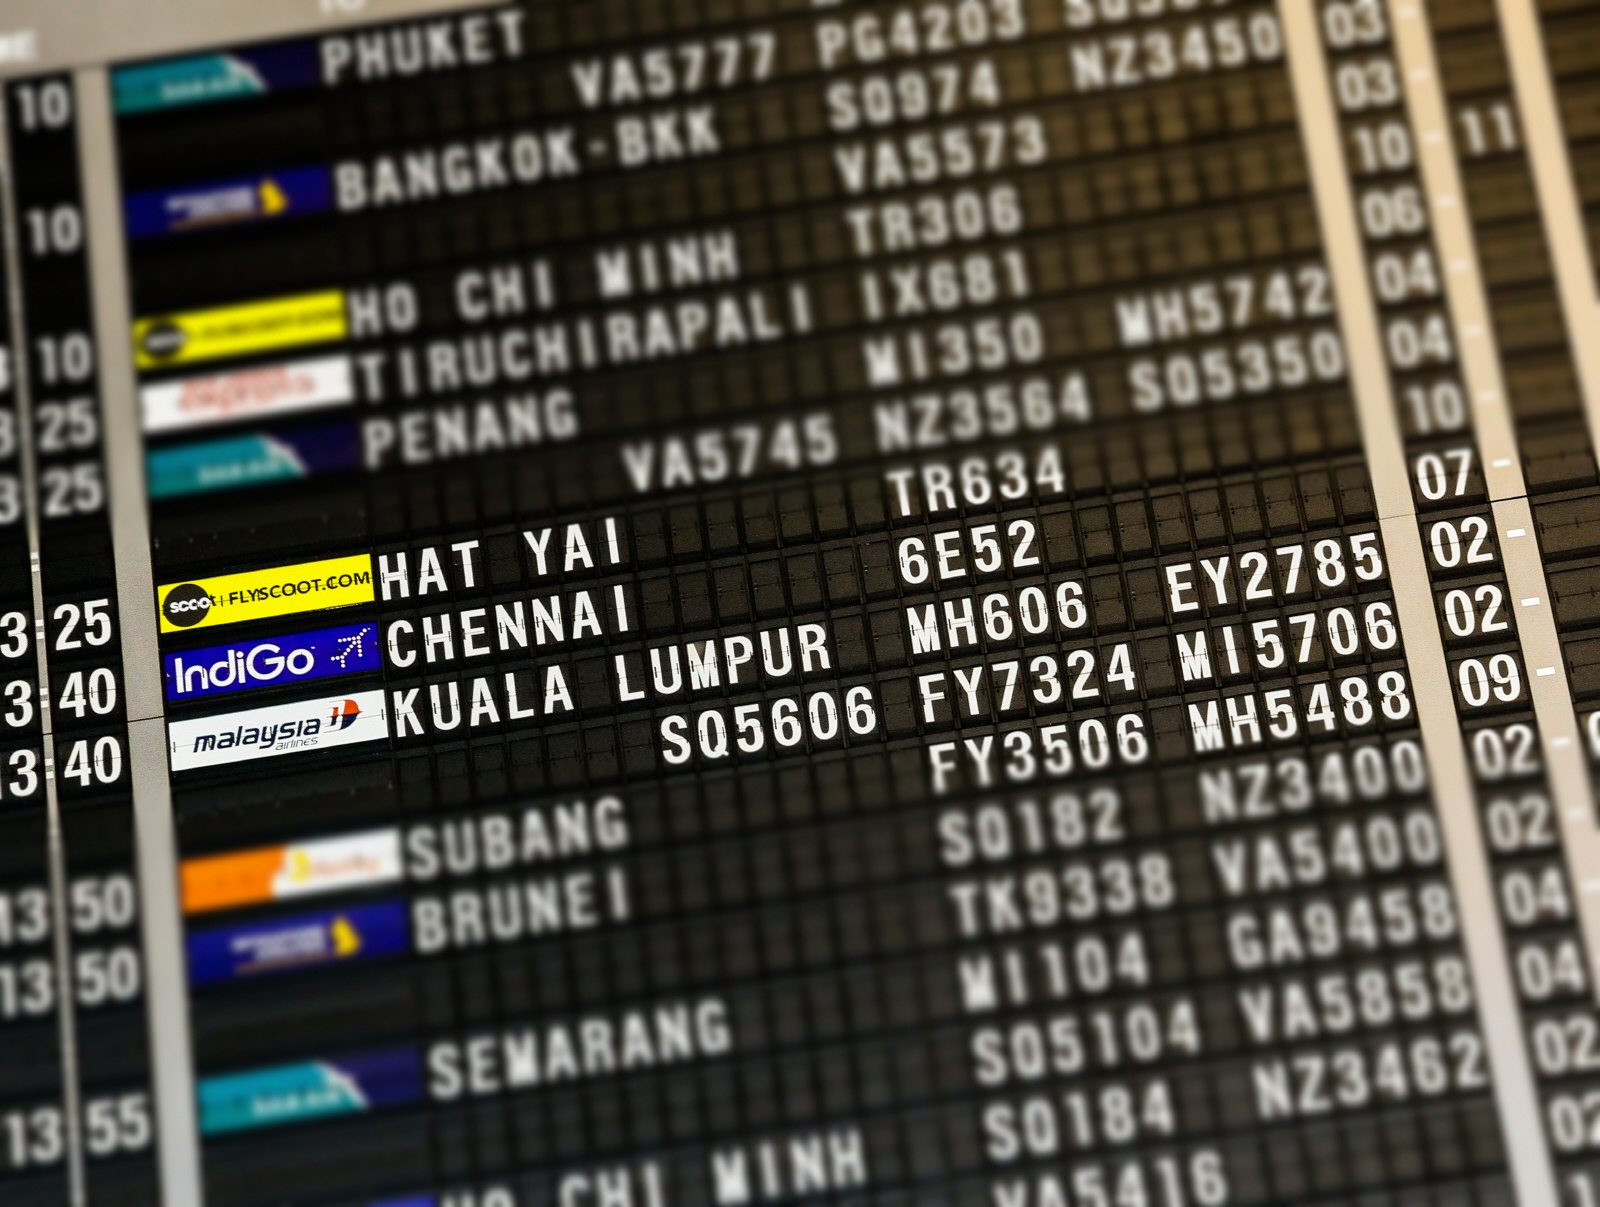 10 PHUKET
VA5777 PG4203
10 BANGKOK-BKK SQ974 NZ3450 03
VA5573 03
10 HO CHI MINH TR306 10 - 11
25 TIRUCHIRAPALI IX681 06 -
3 25 PENANG MI350 MH5742 04 -
VA5745 NZ3564 SQ5350 04
3:25 scoot FLYSCOOT.COM HAT YAI TR634 10 -
3:40 IndiGo CHENNAI 6E52 07 -
13:40 malaysia airlines KUALA LUMPUR MH606 EY2785 02 -
SQ5606 FY7324 MI5706 02 -
13 50 SUBANG FY3506 MH5488 09 -
13 50 BRUNEI SQ182 NZ3400 02 -
TK9338 VA5400 02
13 55 SEMARANG MI104 GA9458 04 -
SQ5104 VA5858 04
HO CHI MINH SQ184 NZ3462 02
VA5416 02